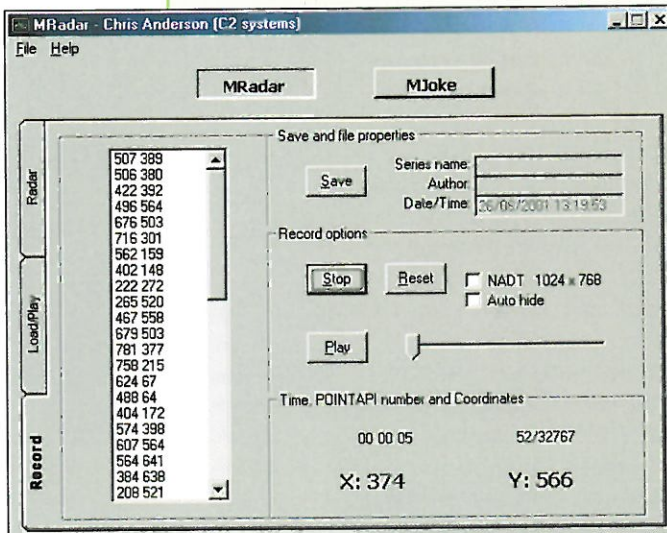 MRadar - Chris Anderson (C2 systems)
File Help
MRadar
MJoke
Radar
Load/Play
Record
507 389
506 380
422 392
496 564
676 503
716 301
562 159
402 148
222 272
265 520
467 558
679 503
781 377
758 215
624 67
488 64
404 172
574 398
607 564
564 641
384 638
208 521
Save and file properties
Save
Series name:
Author:
Date/Time: 26/08/2001 13:19:53
Record options
Stop
Reset
NADT 1024 x 768
Auto hide
Play
Time, POINTAPI number and Coordinates
00 00 05
52/32767
X: 374
Y: 566